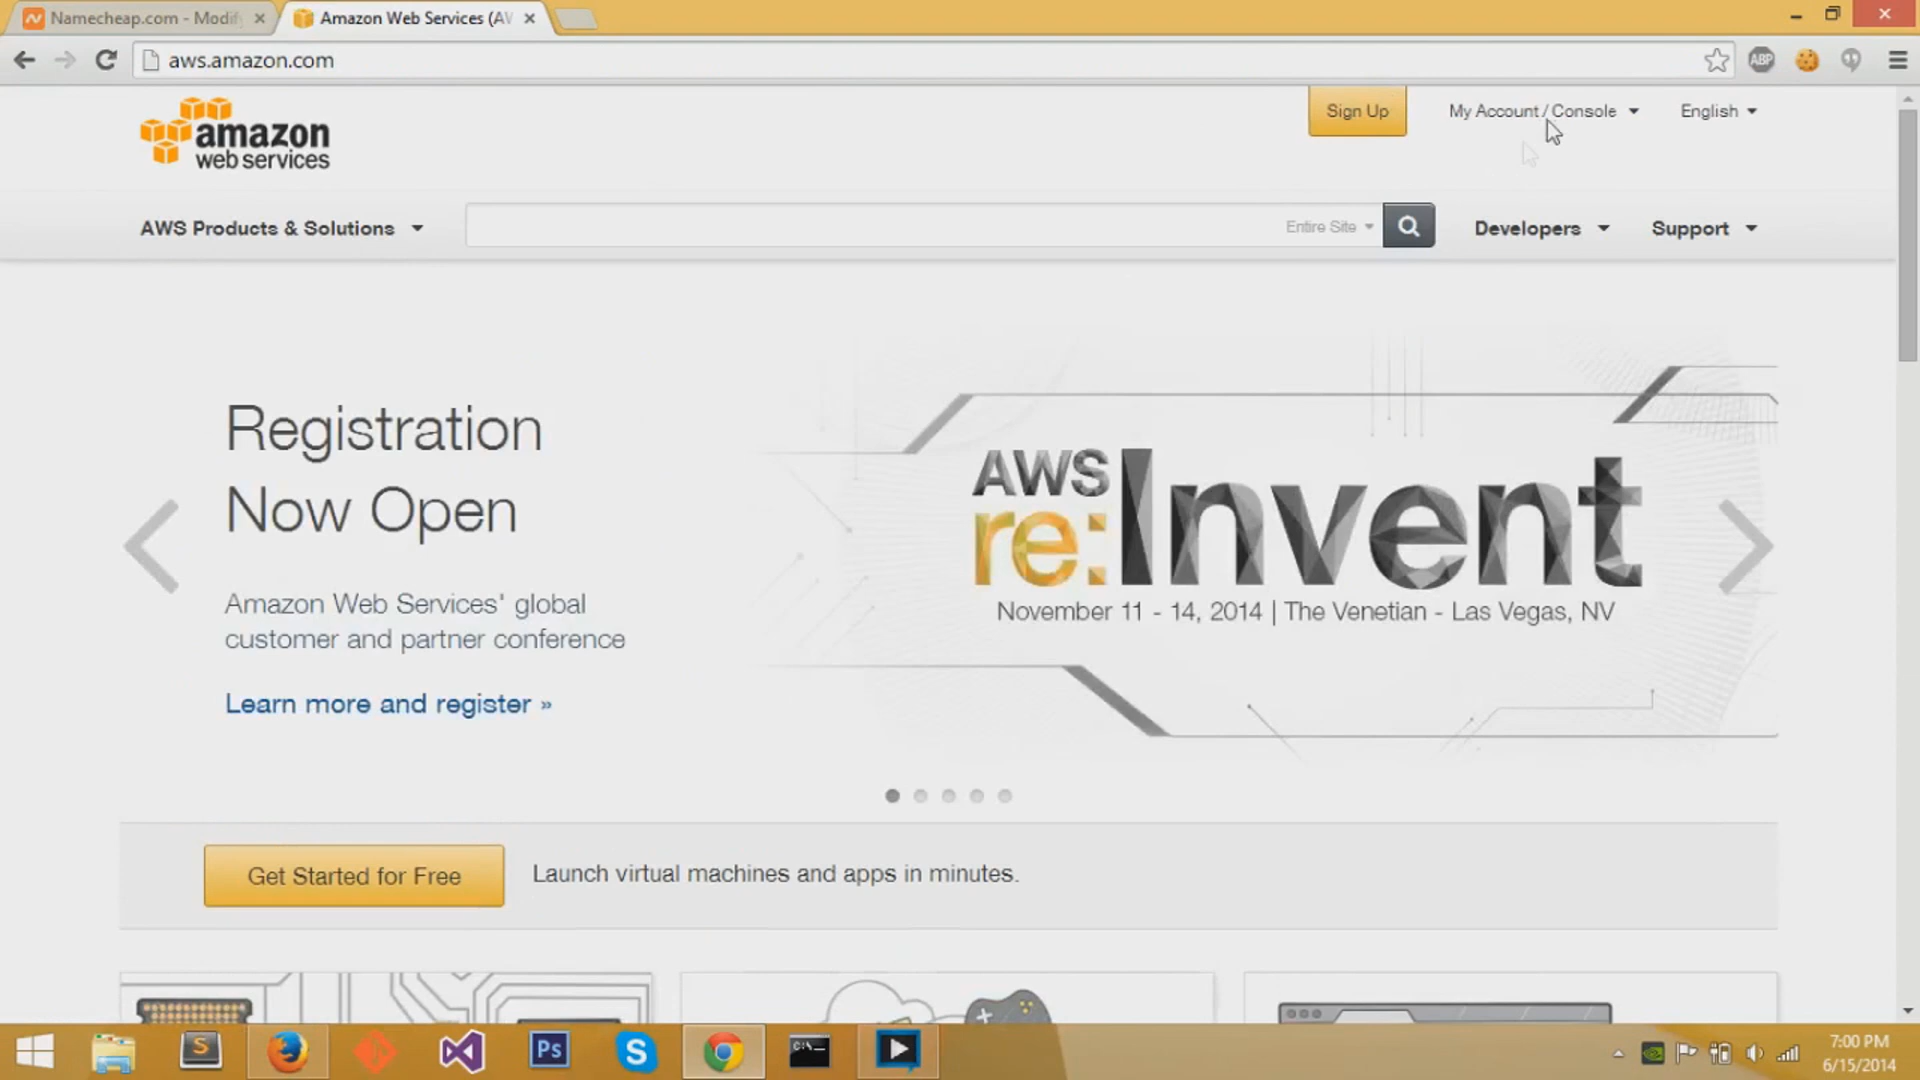 Namecheap.com - Modif
Amazon Web Services (AW
aws.amazon.com
ABP
amazon
web services
Sign Up
My Account / Console
English
AWS Products & Solutions
Entire Site
Developers
Support
Registration
Now Open
Amazon Web Services' global
customer and partner conference
Learn more and register »
AWS
re:Invent
November 11 - 14, 2014 | The Venetian - Las Vegas, NV
Get Started for Free
Launch virtual machines and apps in minutes.
S
Ps
S
C:\_
7:00 PM
6/15/2014